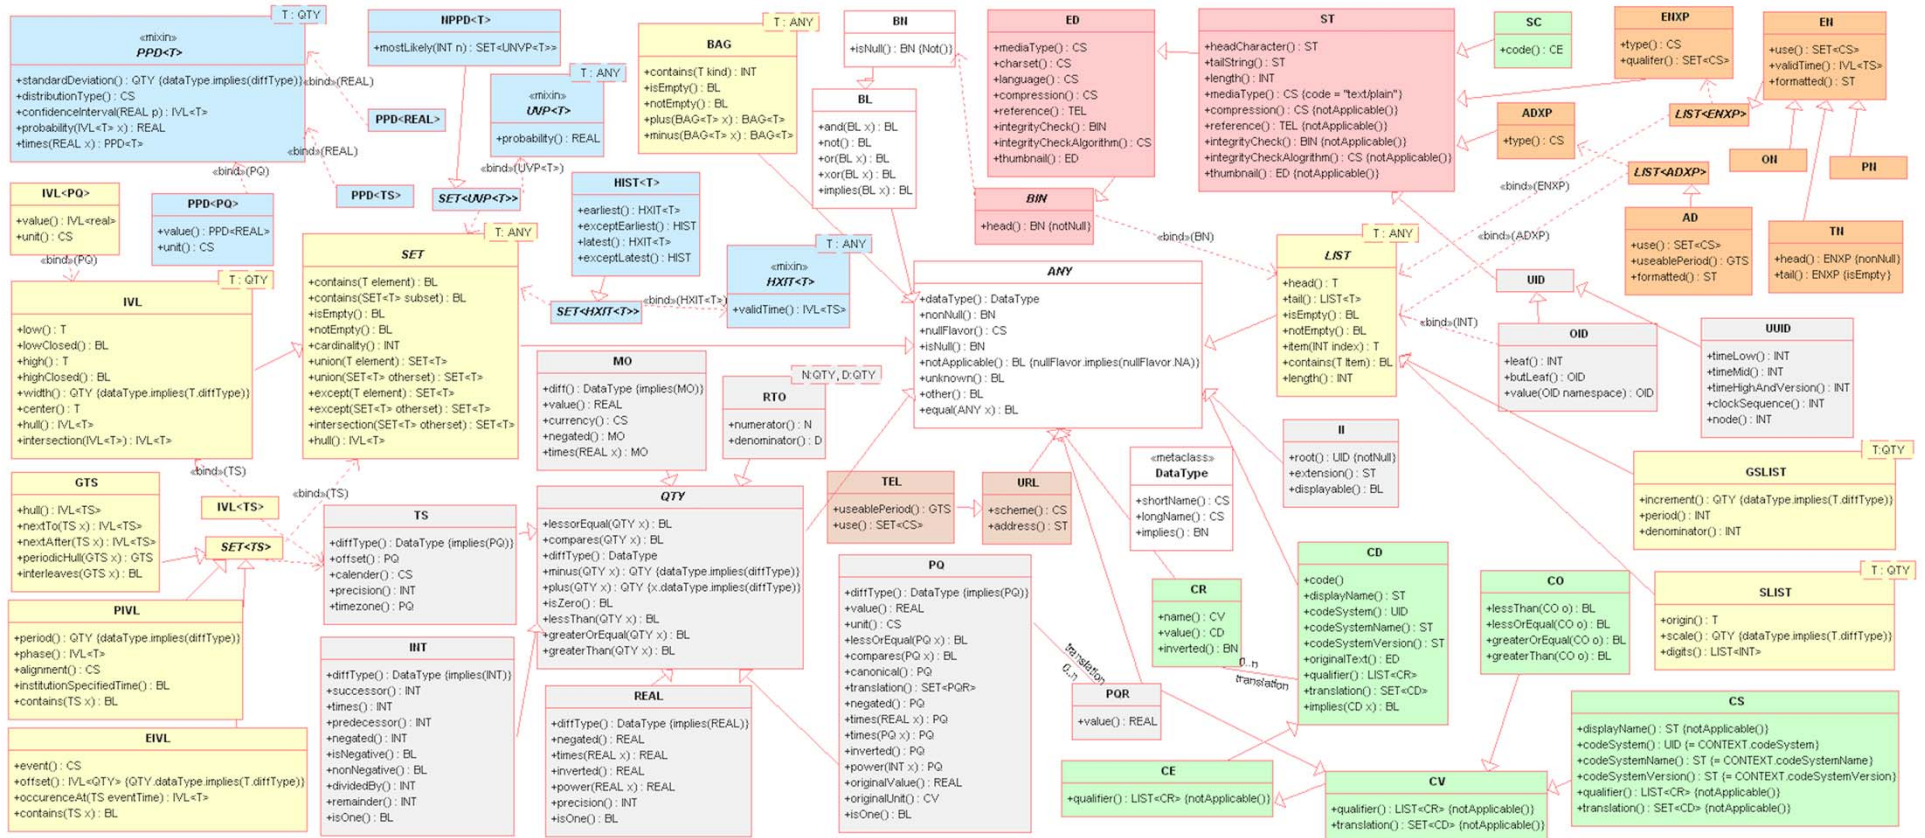 T : QTY
«mixin»
PPD<T>
+standardDeviation() : QTY {dataType.implies(diffType)}
+distributionType() : CS
+confidenceInterval(REAL p) : IVL<T>
+probability(IVL<T> x) : REAL
+times(REAL x) : PPD<T>
«bind»(REAL)
PPD<REAL>
«bind»(REAL)
PPD<TS>
«bind»(PQ)
NPPD<T>
+mostLikely(INT n) : SET<UNVP<T>>
T : ANY
«mixin»
UVP<T>
+probability() : REAL
«bind»(UVP<T>)
SET<UVP<T>>
T : ANY
BAG
+contains(T kind) : INT
+isEmpty() : BL
+notEmpty() : BL
+plus(BAG<T> x) : BAG<T>
+minus(BAG<T> x) : BAG<T>
BN
+isNull() : BN {Not()}
BL
+and(BL x) : BL
+not() : BL
+or(BL x) : BL
+xor(BL x) : BL
+implies(BL x) : BL
ED
+mediaType() : CS
+charset() : CS
+language() : CS
+compression() : CS
+reference() : TEL
+integrityCheck() : BIN
+integrityCheckAlgorithm() : CS
+thumbnail() : ED
BIN
+head() : BN {notNull}
«bind»(BN)
ST
+headCharacter() : ST
+tailString() : ST
+length() : INT
+mediaType() : CS {code = "text/plain"}
+compression() : CS {notApplicable()}
+reference() : TEL {notApplicable()}
+integrityCheck() : BIN {notApplicable()}
+integrityCheckAlogrithm() : CS {notApplicable()}
+thumbnail() : ED {notApplicable()}
SC
+code() : CE
ENXP
+type() : CS
+qualifer() : SET<CS>
EN
+use() : SET<CS>
+validTime() : IVL<TS>
+formatted() : ST
LIST<ENXP>
ADXP
+type() : CS
ON
PN
LIST<ADXP>
«bind»(ENXP)
«bind»(ADXP)
AD
+use() : SET<CS>
+useablePeriod() : GTS
+formatted() : ST
TN
+head() : ENXP {nonNull}
+tail() : ENXP {isEmpty}
IVL<PQ>
+value() : IVL<real>
+unit() : CS
«bind»(PQ)
PPD<PQ>
+value() : PPD<REAL>
+unit() : CS
HIST<T>
+earliest() : HXIT<T>
+exceptEarliest() : HIST
+latest() : HXIT<T>
+exceptLatest() : HIST
SET<HXIT<T>>
«bind»(HXIT<T>)
T : ANY
«mixin»
HXIT<T>
+validTime() : IVL<TS>
T : QTY
IVL
+low() : T
+lowClosed() : BL
+high() : T
+highClosed() : BL
+width() : QTY {dataType.implies(T.diffType)}
+center() : T
+hull() : IVL<T>
+intersection(IVL<T>) : IVL<T>
T : ANY
SET
+contains(T element) : BL
+contains(SET<T> subset) : BL
+isEmpty() : BL
+notEmpty() : BL
+cardinality() : INT
+union(T element) : SET<T>
+union(SET<T> otherset) : SET<T>
+except(T element) : SET<T>
+except(SET<T> otherset) : SET<T>
+intersection(SET<T> otherset) : SET<T>
+hull() : IVL<T>
ANY
+dataType() : DataType
+nonNull() : BN
+nullFlavor() : CS
+isNull() : BN
+notApplicable() : BL {nullFlavor.implies(nullFlavor.NA)}
+unknown() : BL
+other() : BL
+equal(ANY x) : BL
T : ANY
LIST
+head() : T
+tail() : LIST<T>
+isEmpty() : BL
+notEmpty() : BL
+item(INT index) : T
+contains(T Item) : BL
+length() : INT
«bind»(INT)
UID
OID
+leaf() : INT
+butLeaf() : OID
+value(OID namespace) : OID
UUID
+timeLow() : INT
+timeMid() : INT
+timeHighAndVersion() : INT
+clockSequence() : INT
+node() : INT
MO
+diff() : DataType {implies(MO)}
+value() : REAL
+currency() : CS
+negated() : MO
+times(REAL x) : MO
N:QTY, D:QTY
RTO
+numerator() : N
+denominator() : D
II
+root() : UID {notNull}
+extension() : ST
+displayable() : BL
«metaclass»
DataType
+shortName() : CS
+longName() : CS
+implies() : BN
TEL
+useablePeriod() : GTS
+use() : SET<CS>
URL
+scheme() : CS
+address() : ST
GTS
+hull() : IVL<TS>
+nextTo(TS x) : IVL<TS>
+nextAfter(TS x) : IVL<TS>
+periodicHull(GTS x) : GTS
+interleaves(GTS x) : BL
«bind»(TS)
IVL<TS>
SET<TS>
«bind»(TS)
TS
+diffType() : DataType {implies(PQ)}
+offset() : PQ
+calender() : CS
+precision() : INT
+timezone() : PQ
QTY
+lessorEqual(QTY x) : BL
+compares(QTY x) : BL
+diffType() : DataType
+minus(QTY x) : QTY {dataType.implies(diffType)}
+plus(QTY x) : QTY {x.dataType.implies(diffType)}
+isZero() : BL
+lessThan(QTY x) : BL
+greaterOrEqual(QTY x) : BL
+greaterThan(QTY x) : BL
PIVL
+period() : QTY {dataType.implies(diffType)}
+phase() : IVL<T>
+alignment() : CS
+institutionSpecifiedTime() : BL
+contains(TS x) : BL
EIVL
+event() : CS
+offset() : IVL<QTY> {QTY.dataType.implies(T.diffType)}
+occurenceAt(TS eventTime) : IVL<T>
+contains(TS x) : BL
INT
+diffType() : DataType {implies(INT)}
+successor() : INT
+times() : INT
+predecessor() : INT
+negated() : INT
+isNegative() : BL
+nonNegative() : BL
+dividedBy() : INT
+remainder() : INT
+isOne() : BL
REAL
+diffType() : DataType {implies(REAL)}
+negated() : REAL
+times(REAL x) : REAL
+inverted() : REAL
+power(REAL x) : REAL
+precision() : INT
+isOne() : BL
PQ
+diffType() : DataType {implies(PQ)}
+value() : REAL
+unit() : CS
+lessOrEqual(PQ x) : BL
+compares(PQ x) : BL
+canonical() : PQ
+translation() : SET<PQR>
+negated() : PQ
+times(REAL x) : PQ
+times(PQ x) : PQ
+inverted() : PQ
+power(INT x) : PQ
+originalValue() : REAL
+originalUnit() : CV
translation
0..n
PQR
+value() : REAL
CR
+name() : CV
+value() : CD
+inverted() : BN
0..n
translation
CD
+code()
+displayName() : ST
+codeSystem() : UID
+codeSystemName() : ST
+codeSystemVersion() : ST
+originalText() : ED
+qualifier() : LIST<CR>
+translation() : SET<CD>
+implies(CD x) : BL
CO
+lessThan(CO o) : BL
+lessOrEqual(CO o) : BL
+greaterOrEqual(CO o) : BL
+greaterThan(CO o) : BL
T:QTY
GSLIST
+increment() : QTY {dataType.implies(T.diffType)}
+period() : INT
+denominator() : INT
T : QTY
SLIST
+origin() : T
+scale() : QTY {dataType.implies(T.diffType)}
+digits() : LIST<INT>
CE
+qualifier() : LIST<CR> {notApplicable()}
CV
+qualifier() : LIST<CR> {notApplicable()}
+translation() : SET<CD> {notApplicable()}
CS
+displayName() : ST {notApplicable()}
+codeSystem() : UID {= CONTEXT.codeSystem}
+codeSystemName() : ST {= CONTEXT.codeSystemName}
+codeSystemVersion() : ST {= CONTEXT.codeSystemVersion}
+qualifier() : LIST<CR> {notApplicable()}
+translation() : SET<CD> {notApplicable()}